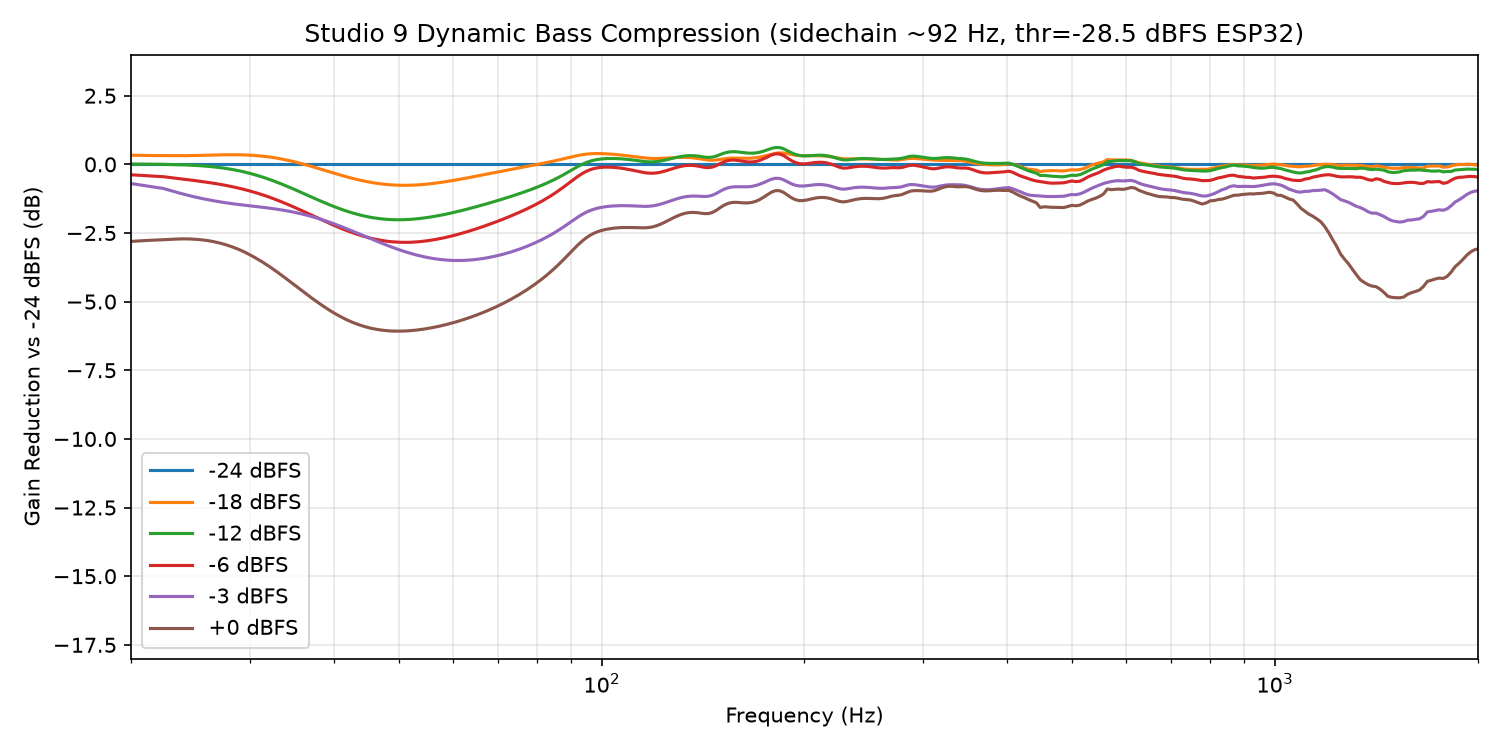 Studio 9 Dynamic Bass Compression (sidechain ~92 Hz, thr=-28.5 dBFS ESP32)
Gain Reduction vs -24 dBFS (dB)
2.5
0.0
−2.5
−5.0
−7.5
−10.0
−12.5
−15.0
−17.5
-24 dBFS
-18 dBFS
-12 dBFS
-6 dBFS
-3 dBFS
+0 dBFS
10²
10³
Frequency (Hz)